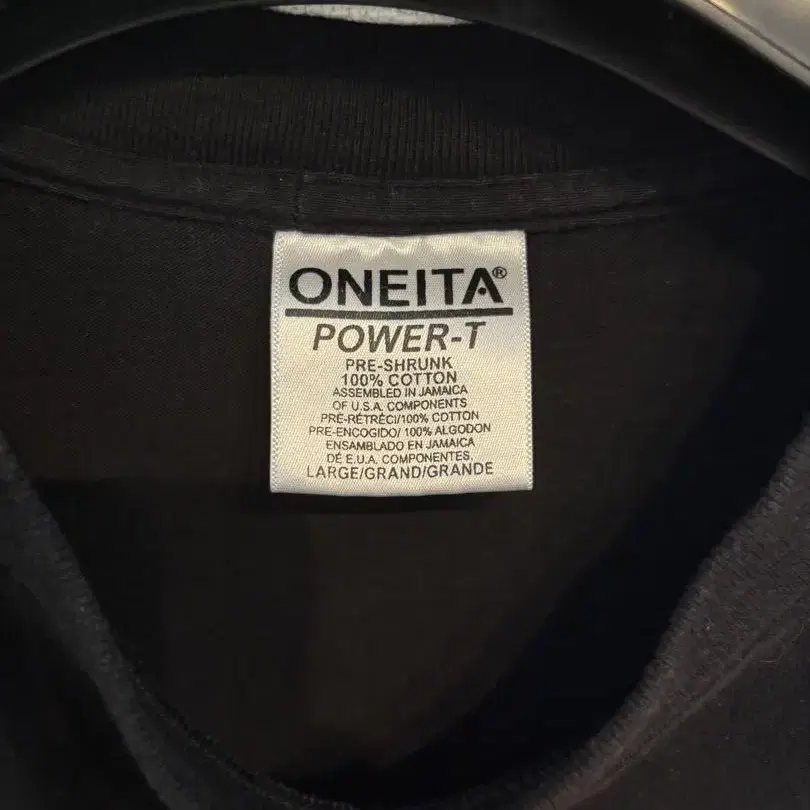 ONEITA®
POWER-T
PRE-SHRUNK
100% COTTON
ASSEMBLED IN JAMAICA
OF U.S.A. COMPONENTS
PRÉ-RÉTRÉCI/100% COTTON
PRE-ENCOGIDO/ 100% ALGODON
ENSAMBLADO EN JAMAICA
DE E.U.A. COMPONENTES.
LARGE/GRAND/GRANDE